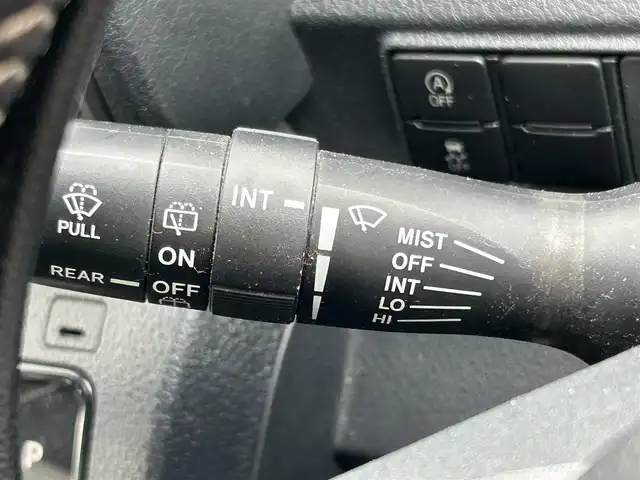 A
OFF
PULL
REAR
ON
OFF
INT
MIST
OFF
INT
LO
HI
P